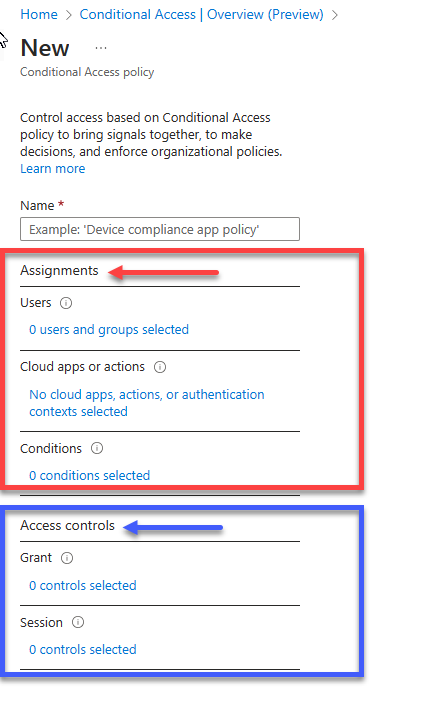 Home > Conditional Access | Overview (Preview) >
New ...
Conditional Access policy
Control access based on Conditional Access
policy to bring signals together, to make
decisions, and enforce organizational policies.
Learn more
Name *
Example: 'Device compliance app policy'
Assignments
Users
0 users and groups selected
Cloud apps or actions
No cloud apps, actions, or authentication
contexts selected
Conditions
0 conditions selected
Access controls
Grant
0 controls selected
Session
0 controls selected